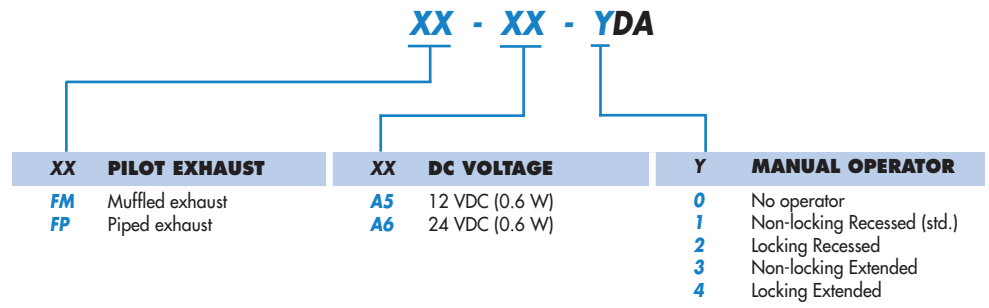 XX - XX - YDA
XX PILOT EXHAUST
FM Muffled exhaust
FP Piped exhaust
XX DC VOLTAGE
A5 12 VDC (0.6 W)
A6 24 VDC (0.6 W)
Y MANUAL OPERATOR
0 No operator
1 Non-locking Recessed (std.)
2 Locking Recessed
3 Non-locking Extended
4 Locking Extended